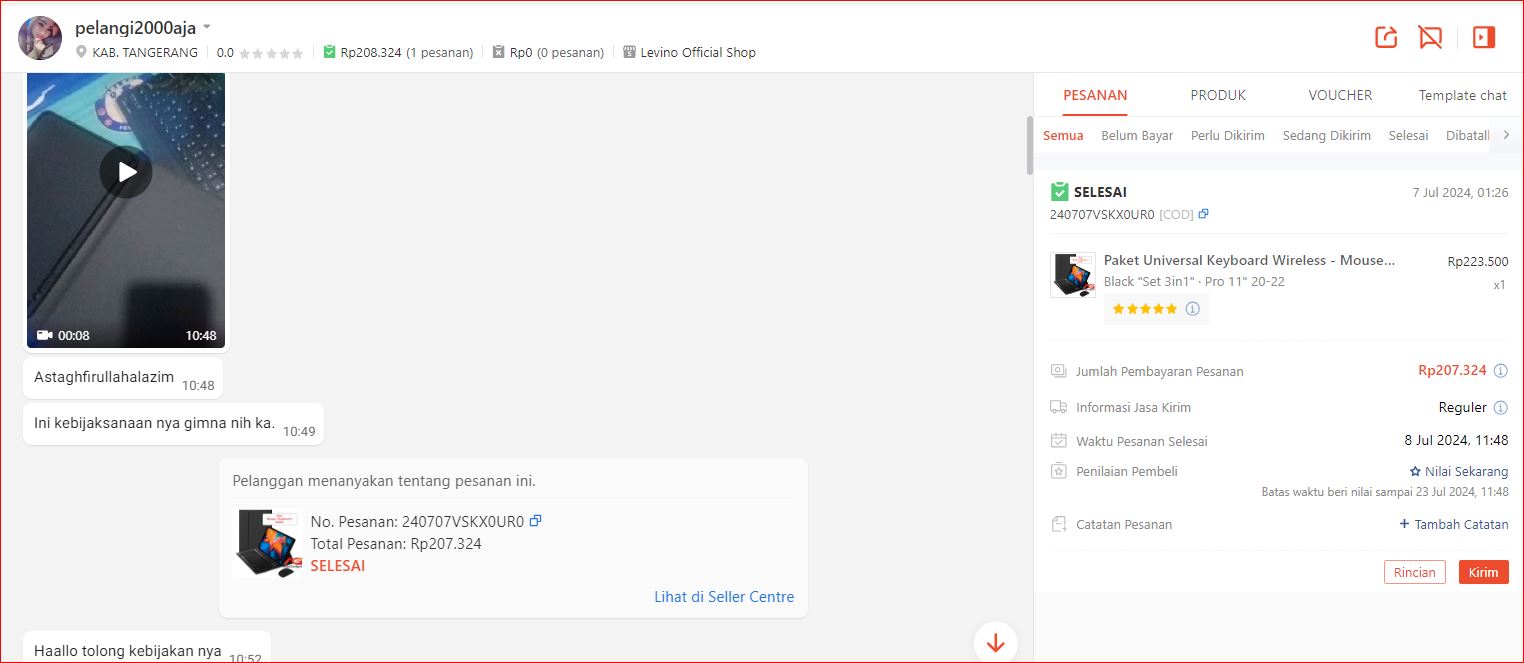 pelangi2000aja
KAB. TANGERANG
0.0
Rp208.324 (1 pesanan)
Rp0 (0 pesanan)
Levino Official Shop
00:08
10:48
Astaghfirullahalazim
10:48
Ini kebijaksanaan nya gimna nih ka.
10:49
Pelanggan menanyakan tentang pesanan ini.
No. Pesanan: 240707VSKX0UR0
Total Pesanan: Rp207.324
SELESAI
Lihat di Seller Centre
Haallo tolong kebijakan nya
10:52
PESANAN
PRODUK
VOUCHER
Template chat
Semua
Belum Bayar
Perlu Dikirim
Sedang Dikirim
Selesai
Dibatall
SELESAI
7 Jul 2024, 01:26
240707VSKX0UR0 [COD]
Paket Universal Keyboard Wireless - Mouse...
Rp223.500
Black "Set 3in1" · Pro 11" 20-22
x1
Jumlah Pembayaran Pesanan
Rp207.324
Informasi Jasa Kirim
Reguler
Waktu Pesanan Selesai
8 Jul 2024, 11:48
Penilaian Pembeli
Nilai Sekarang
Batas waktu beri nilai sampai 23 Jul 2024, 11:48
Catatan Pesanan
+ Tambah Catatan
Rincian
Kirim